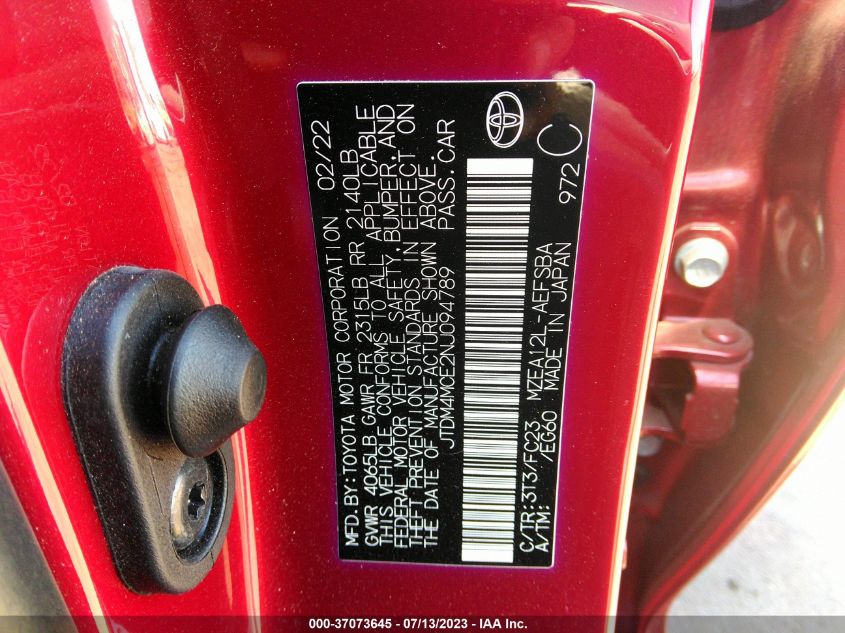 MFD. BY: TOYOTA MOTOR CORPORATION 02/22
GVWR 4065LB GAWR FR 2315LB RR 2140LB
THIS VEHICLE CONFORMS TO ALL APPLICABLE
FEDERAL MOTOR VEHICLE SAFETY, BUMPER, AND
THEFT PREVENTION STANDARDS IN EFFECT ON
THE DATE OF MANUFACTURE SHOWN ABOVE.
JTDM4MCE2NJ094789 PASS. CAR
C/TR: 3T3/FC23 MZEA12L-AEFSBA
A/TM: /EG60 MADE IN JAPAN
972 C
000-37073645 - 07/13/2023 - IAA Inc.